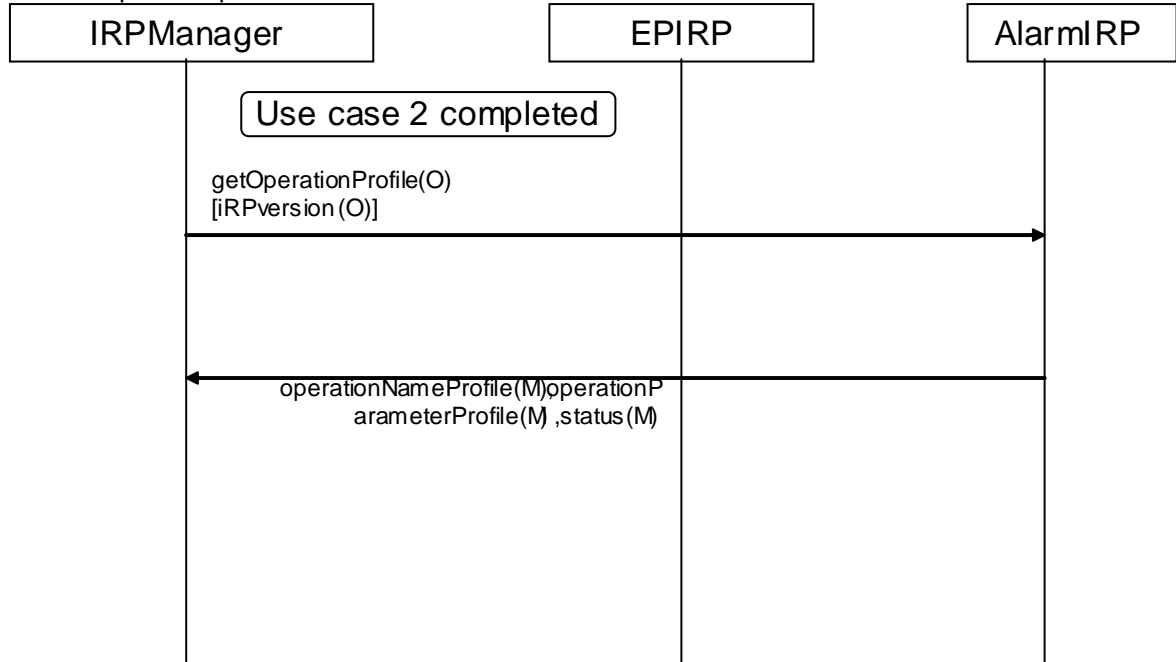 IRPManager
EPIRP
AlarmIRP
Use case 2 completed
getOperationProfile(O)
[iRPversion(O)]
operationNameProfile(M),operationP
arameterProfile(M) ,status(M)